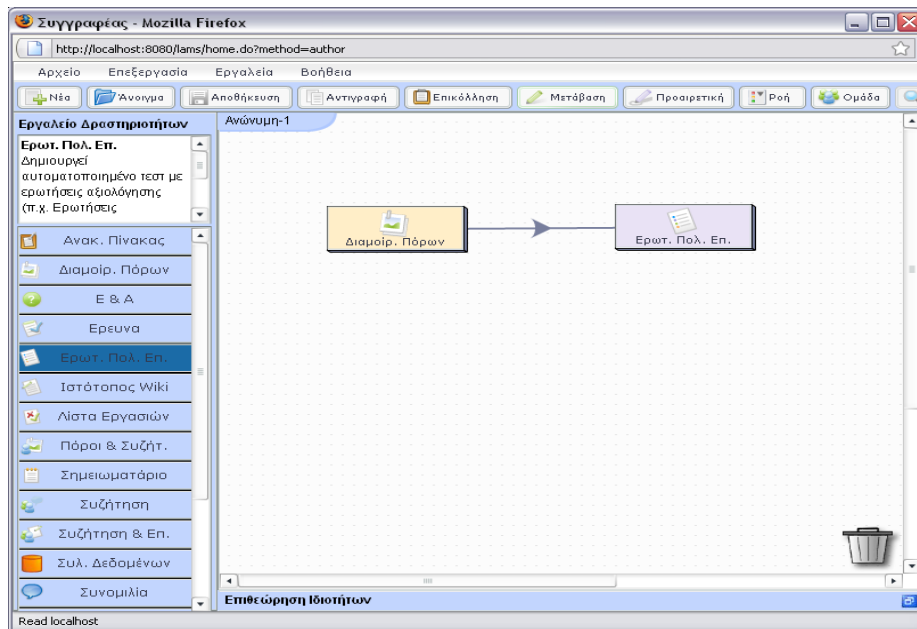 Συγγραφέας - Mozilla Firefox
http://localhost:8080/lams/home.do?method=author
Αρχείο Επεξεργασία Εργαλεία Βοήθεια
Νέα Άνοιγμα Αποθήκευση Αντιγραφή Επικόλληση Μετάβαση Προαιρετική Ροή Ομάδα
Εργαλείο Δραστηριοτήτων
Ερωτ. Πολ. Επ.
Δημιουργεί
αυτοματοποιημένο τεστ με
ερωτήσεις αξιολόγησης
(π.χ. Ερωτήσεις
Ανακ. Πίνακας
Διαμοίρ. Πόρων
Ε & Α
Ερευνα
Ερωτ. Πολ. Επ.
Ιστότοπος Wiki
Λίστα Εργασιών
Πόροι & Συζήτ.
Σημειωματάριο
Συζήτηση
Συζήτηση & Επ.
Συλ. Δεδομένων
Συνομιλία
Ανώνυμη-1
Διαμοίρ. Πόρων
Ερωτ. Πολ. Επ.
Επιθεώρηση Ιδιοτήτων
Read localhost